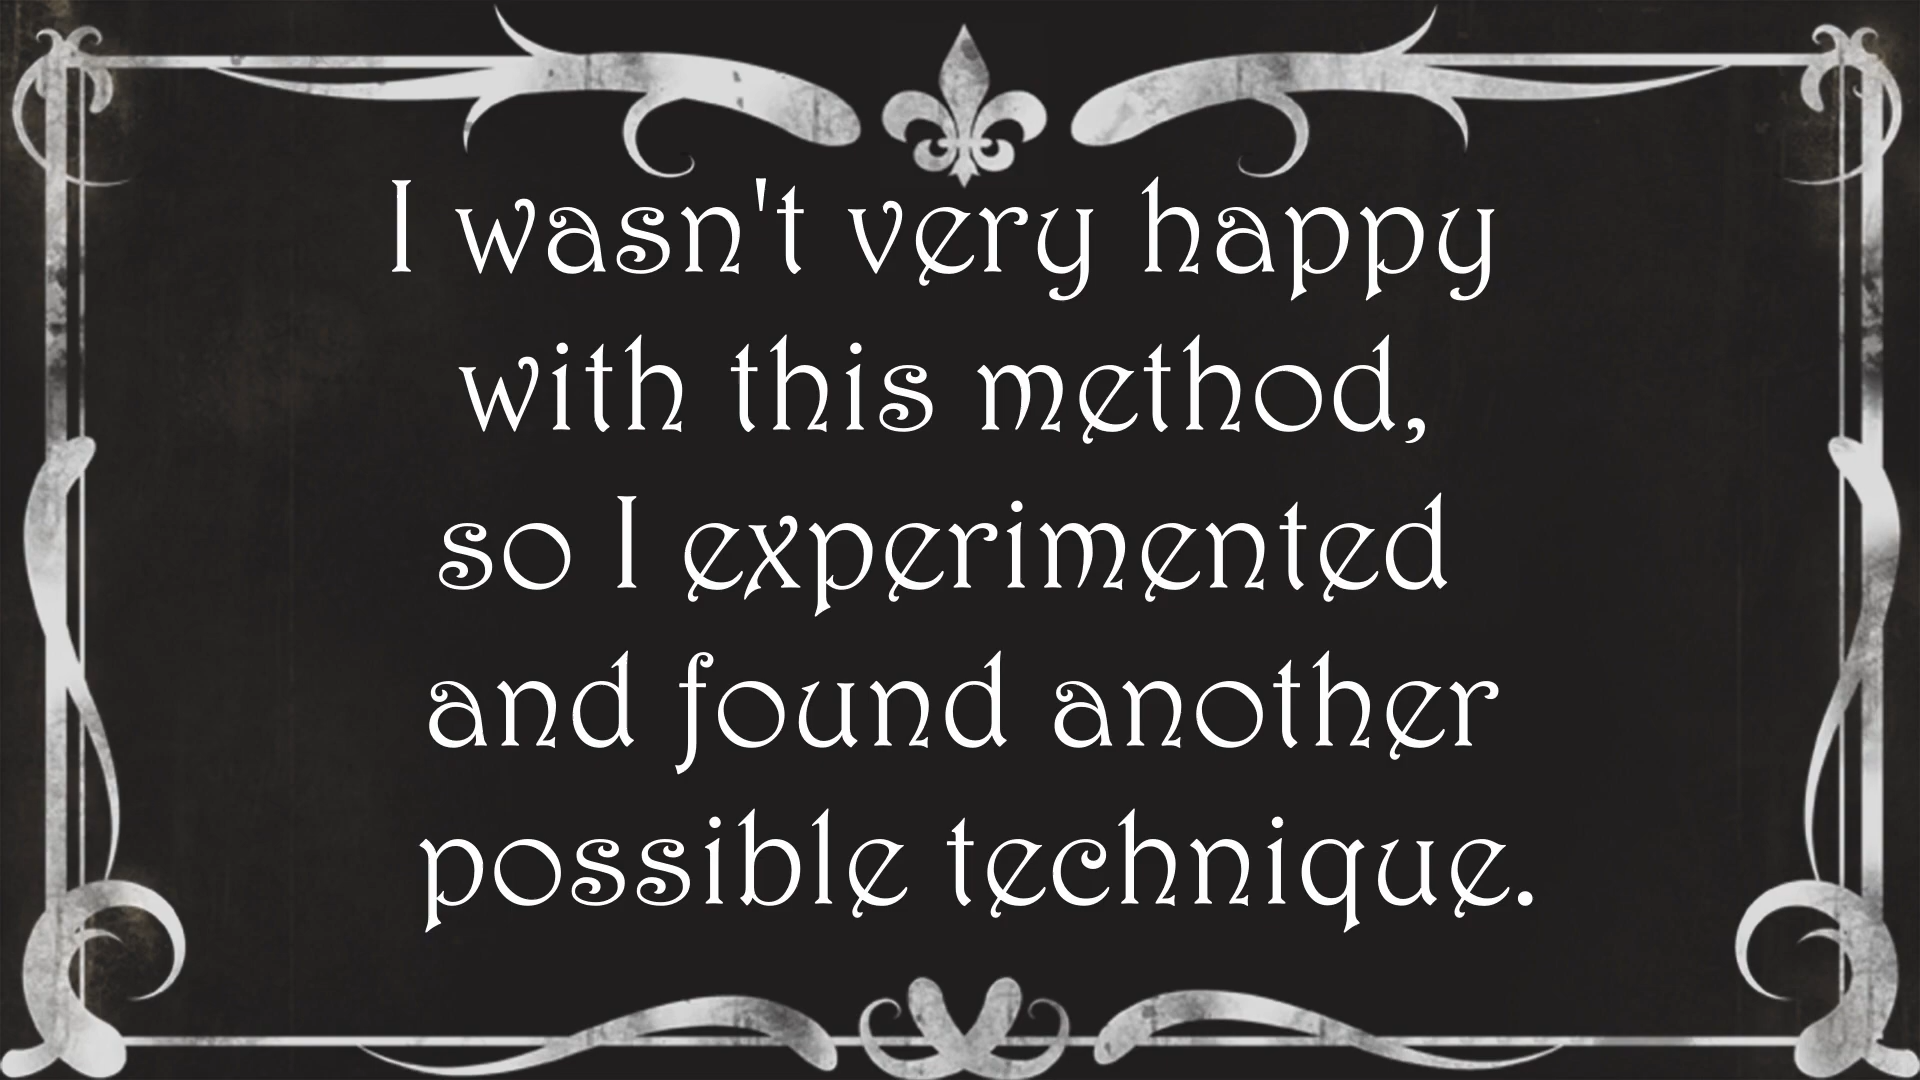 I wasn't very happy
with this method,
so I experimented
and found another
possible technique.